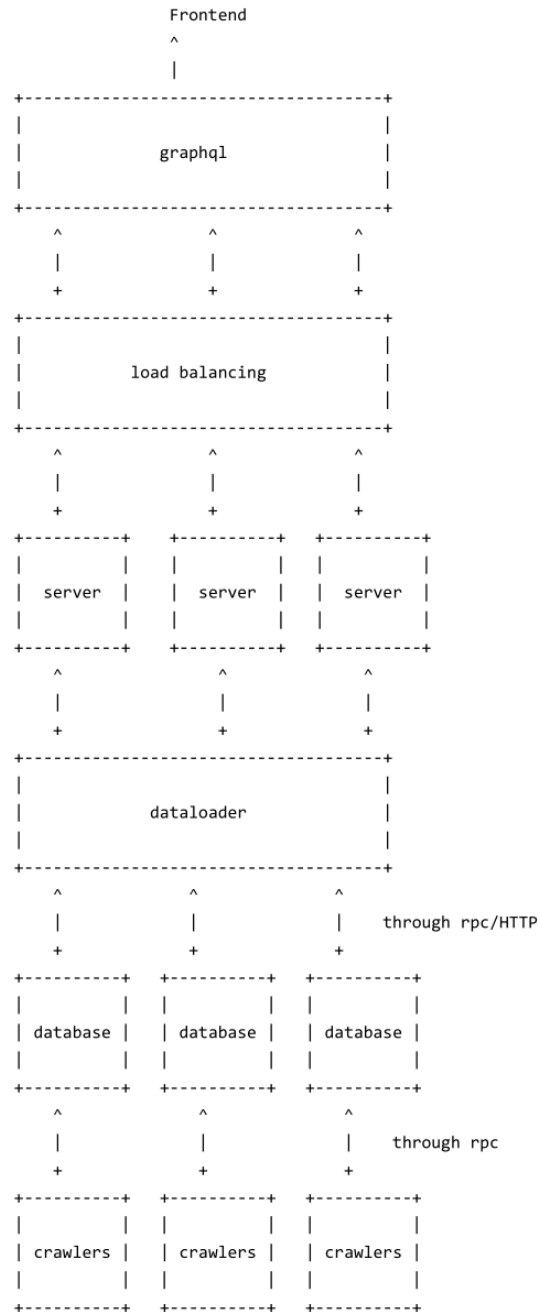 Frontend
graphql
load balancing
server server server
dataloader
through rpc/HTTP
database database database
through rpc
crawlers crawlers crawlers